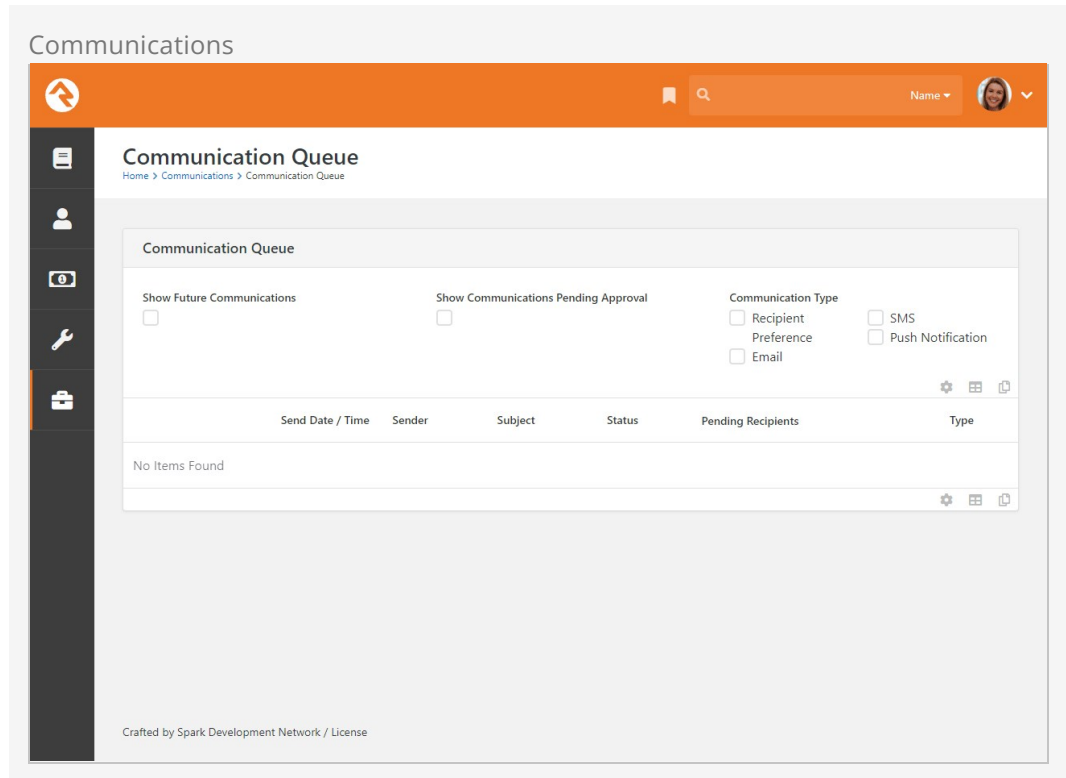 Communications
Name
Communication Queue
Home > Communications > Communication Queue
Communication Queue
Show Future Communications
Show Communications Pending Approval
Communication Type
Recipient Preference
SMS
Push Notification
Email
Send Date / Time Sender Subject Status Pending Recipients Type
No Items Found
Crafted by Spark Development Network / License